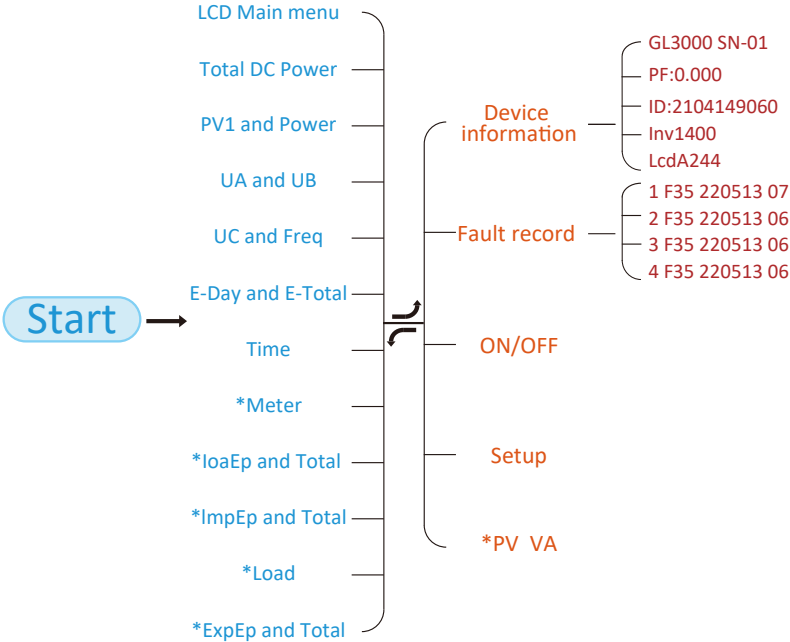 Start
LCD Main menu
Total DC Power
PV1 and Power
UA and UB
UC and Freq
E-Day and E-Total
Time
*Meter
*IoaEp and Total
*ImpEp and Total
*Load
*ExpEp and Total
Device
information
Fault record
ON/OFF
Setup
*PV VA
GL3000 SN-01
PF:0.000
ID:2104149060
Inv1400
LcdA244
1 F35 220513 07
2 F35 220513 06
3 F35 220513 06
4 F35 220513 06